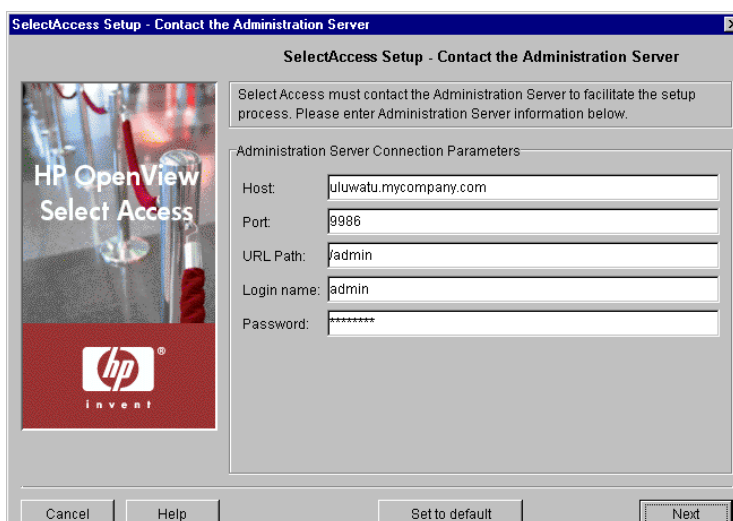 SelectAccess Setup - Contact the Administration Server
SelectAccess Setup - Contact the Administration Server
HP OpenView
Select Access
hp
®
invent
Select Access must contact the Administration Server to facilitate the setup
process. Please enter Administration Server information below.
Administration Server Connection Parameters
Host: uluwatu.mycompany.com
Port: 9986
URL Path: /admin
Login name: admin
Password: ********
Cancel Help Set to default Next